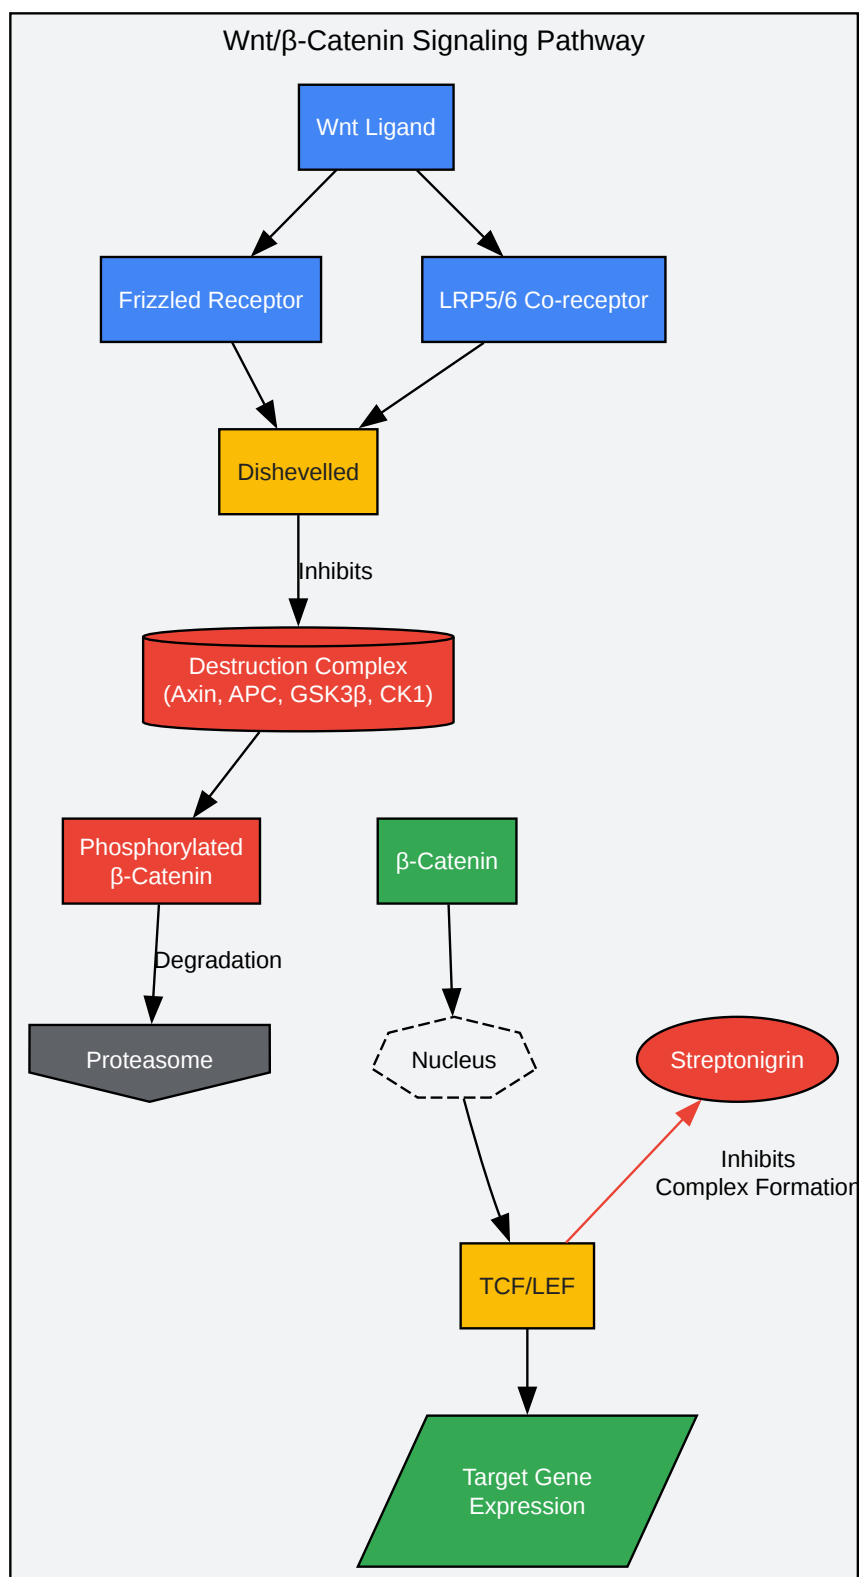 Wnt/β-Catenin Signaling Pathway
Wnt Ligand
Frizzled Receptor
LRP5/6 Co-receptor
Dishevelled
Inhibits
Destruction Complex
(Axin, APC, GSK3β, CK1)
Phosphorylated
β-Catenin
β-Catenin
Degradation
Proteasome
Nucleus
Streptonigrin
Inhibits
Complex Formation
TCF/LEF
Target Gene
Expression